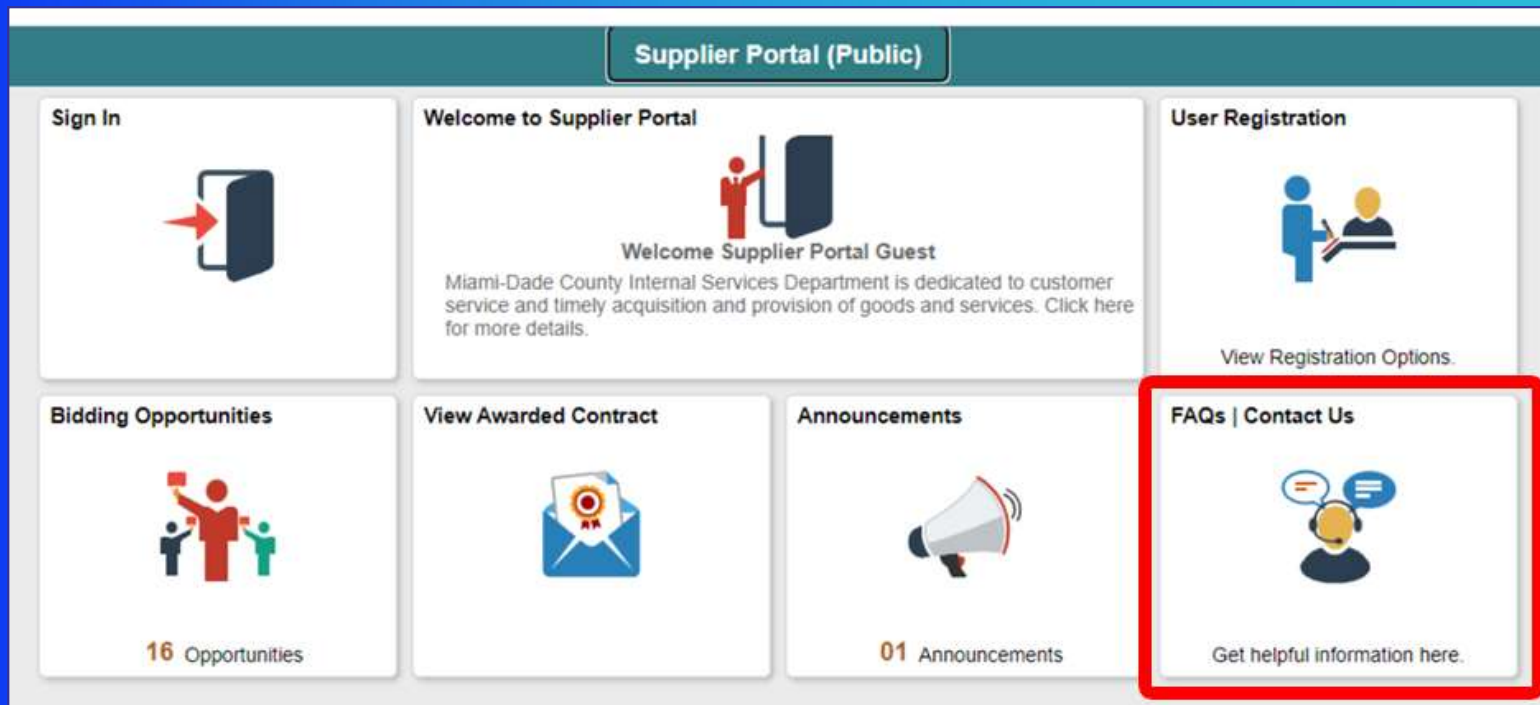 Supplier Portal (Public)
Sign In
Welcome to Supplier Portal
Welcome Supplier Portal Guest
Miami-Dade County Internal Services Department is dedicated to customer
service and timely acquisition and provision of goods and services. Click here
for more details.
User Registration
View Registration Options.
Bidding Opportunities
16 Opportunities
View Awarded Contract
Announcements
01 Announcements
FAQs | Contact Us
Get helpful information here.